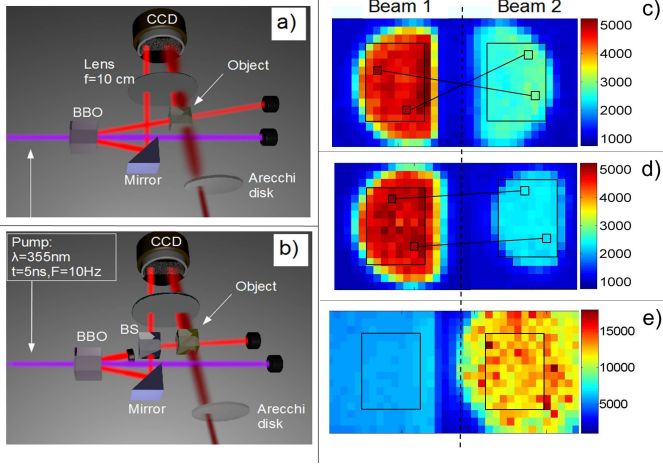 a)
CCD
Lens
f=10 cm
Object
BBO
Mirror
Arecchi
disk
Pump:
λ=355nm
t=5ns,F=10Hz
b)
CCD
Object
BBO
BS
Mirror
Arecchi
disk
Beam 1
Beam 2
c)
5000
4000
3000
2000
1000
d)
5000
4000
3000
2000
1000
e)
15000
10000
5000